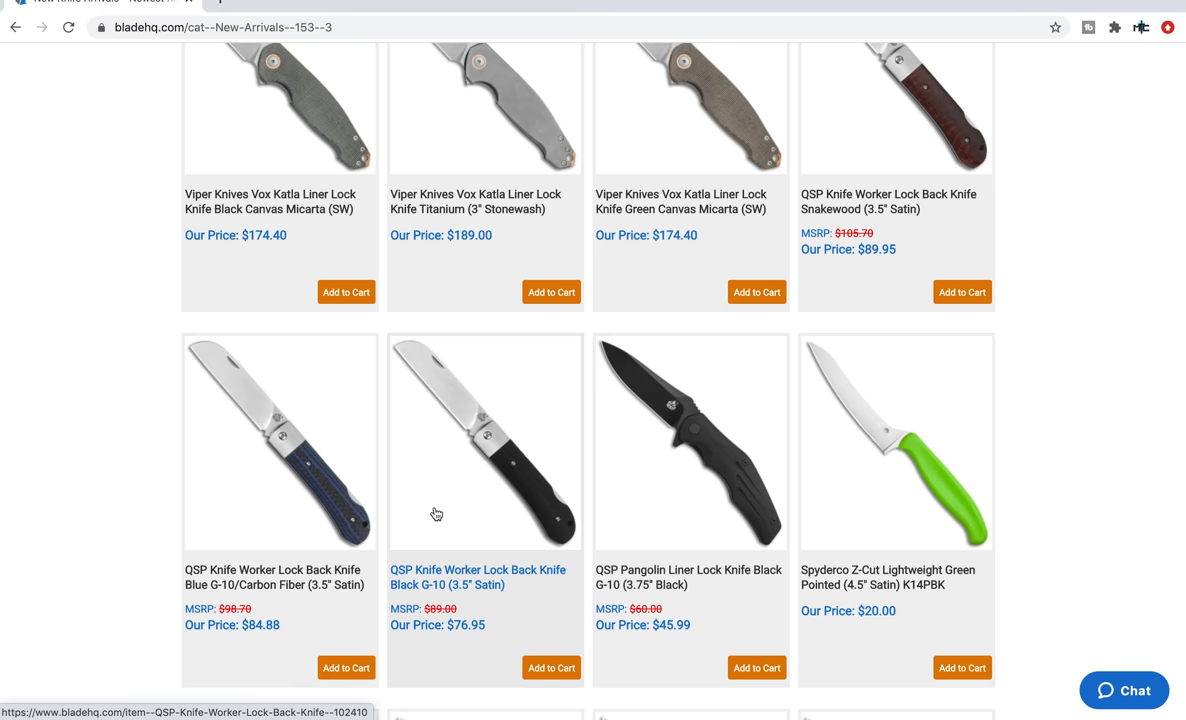 New Knife Arrivals - Newest K
bladehq.com/cat--New-Arrivals--153--3
Viper Knives Vox Katla Liner Lock
Knife Black Canvas Micarta (SW)
Our Price: $174.40
Add to Cart
Viper Knives Vox Katla Liner Lock
Knife Titanium (3" Stonewash)
Our Price: $189.00
Add to Cart
Viper Knives Vox Katla Liner Lock
Knife Green Canvas Micarta (SW)
Our Price: $174.40
Add to Cart
QSP Knife Worker Lock Back Knife
Snakewood (3.5" Satin)
MSRP: $105.70
Our Price: $89.95
Add to Cart
QSP Knife Worker Lock Back Knife
Blue G-10/Carbon Fiber (3.5" Satin)
MSRP: $98.70
Our Price: $84.88
Add to Cart
QSP Knife Worker Lock Back Knife
Black G-10 (3.5" Satin)
MSRP: $89.00
Our Price: $76.95
Add to Cart
QSP Pangolin Liner Lock Knife Black
G-10 (3.75" Black)
MSRP: $60.00
Our Price: $45.99
Add to Cart
Spyderco Z-Cut Lightweight Green
Pointed (4.5" Satin) K14PBK
Our Price: $20.00
Add to Cart
Chat
https://www.bladehq.com/item--QSP-Knife-Worker-Lock-Back-Knife--102410